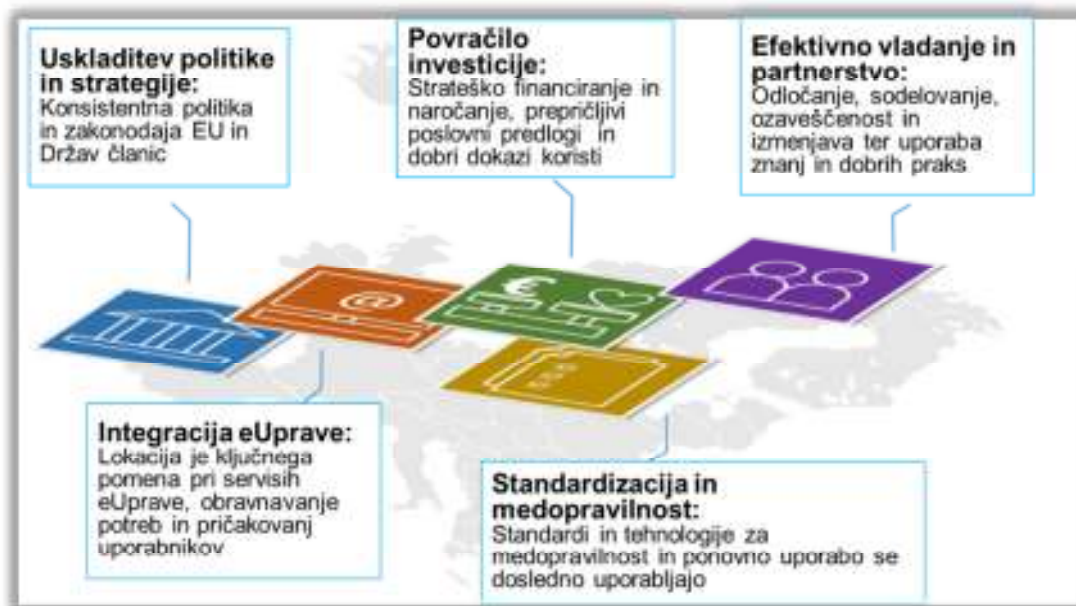 Uskladitev politike
in strategije:
Konsistentna politika
in zakonodaja EU in
Držav članic
Povračilo
investicije:
Strateško financiranje in
naročanje, prepričljivi
poslovni predlogi in
dobri dokazi koristi
Efektivno vladanje in
partnerstvo:
Odločanje, sodelovanje,
ozaveščenost in
izmenjava ter uporaba
znanj in dobrih praks
@
€
Integracija eUprave:
Lokacija je ključnega
pomena pri servisih
eUprave, obravnavanje
potreb in pričakovanj
uporabnikov
Standardizacija in
medopravilnost:
Standardi in tehnologije za
medopravilnost in ponovno uporabo se
dosledno uporabljajo